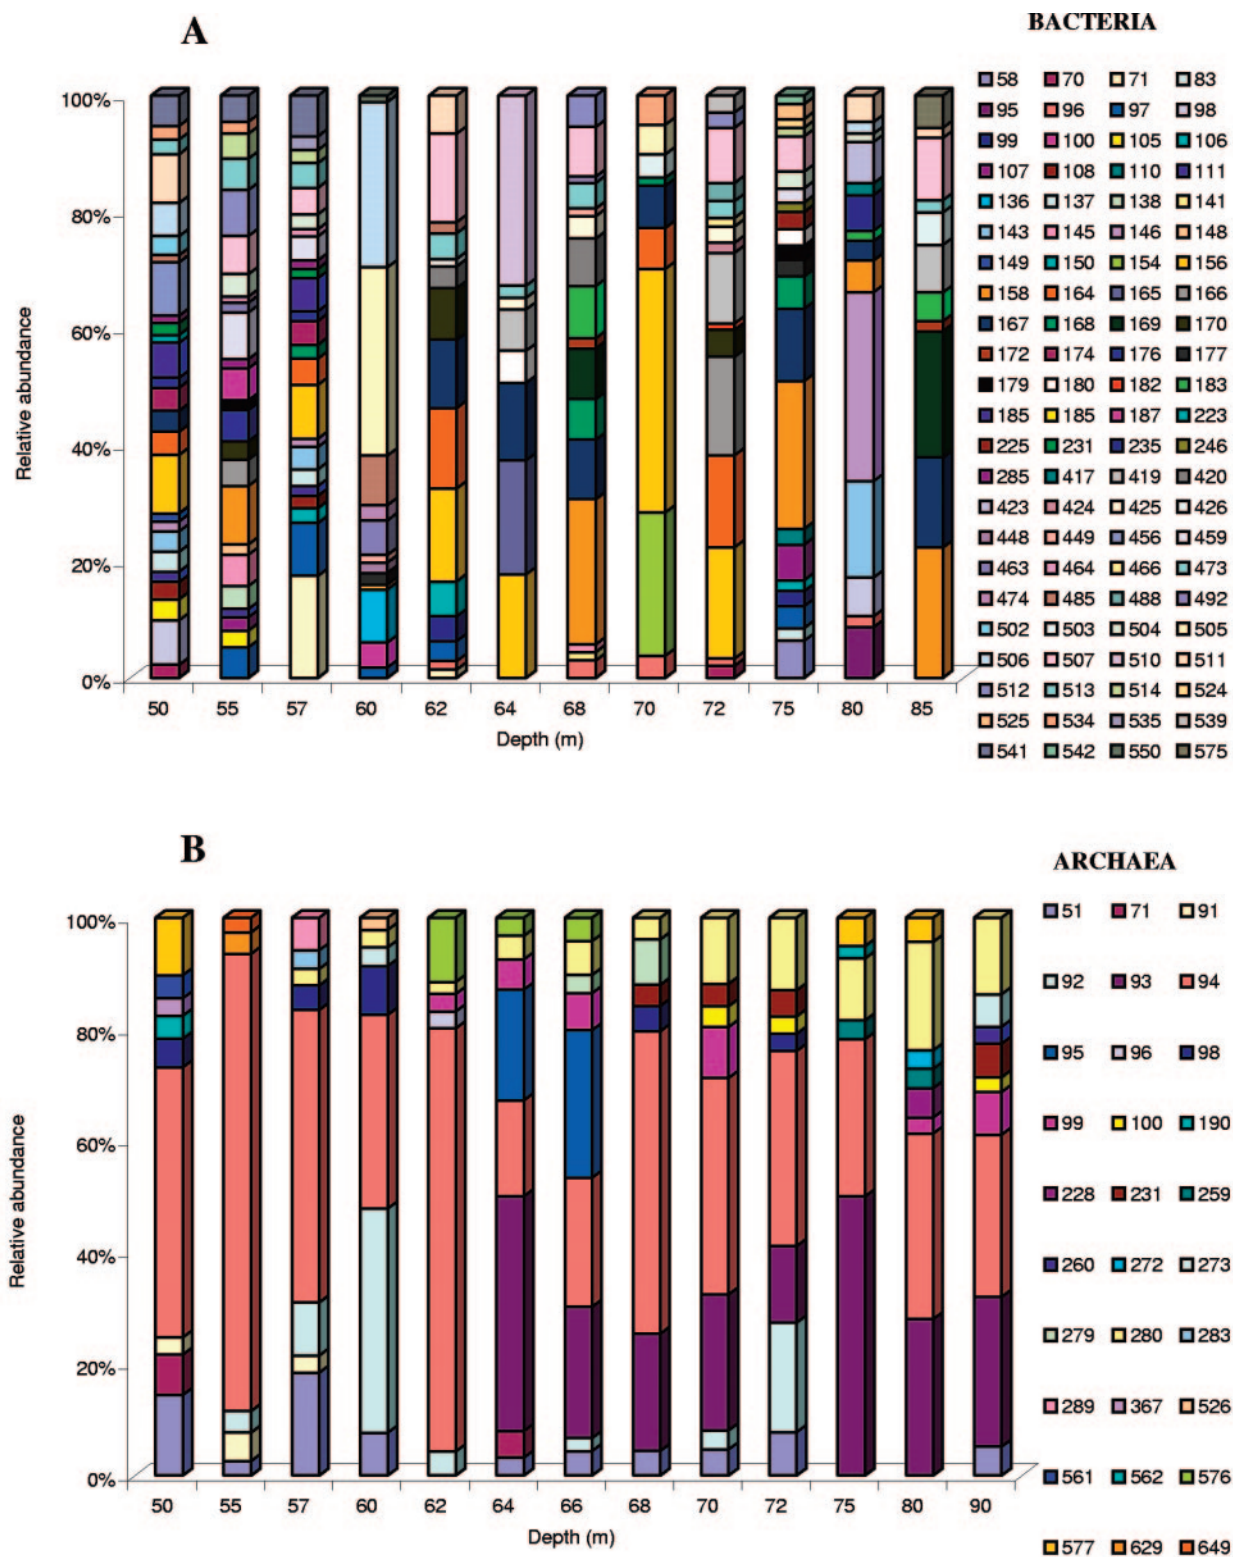 A
BACTERIA
58 70 71 83
95 96 97 98
99 100 105 106
107 108 110 111
136 137 138 141
143 145 146 148
149 150 154 156
158 164 165 166
167 168 169 170
172 174 176 177
179 180 182 183
185 185 187 223
225 231 235 246
285 417 419 420
423 424 425 426
448 449 456 459
463 464 466 473
474 485 488 492
502 503 504 505
506 507 510 511
512 513 514 524
525 534 535 539
541 542 550 575
100%
80%
60%
40%
20%
0%
Relative abundance
50 55 57 60 62 64 68 70 72 75 80 85
Depth (m)
B
ARCHAEA
51 71 91
92 93 94
95 96 98
99 100 190
228 231 259
260 272 273
279 280 283
289 367 526
561 562 576
577 629 649
100%
80%
60%
40%
20%
0%
Relative abundance
50 55 57 60 62 64 66 68 70 72 75 80 90
Depth (m)